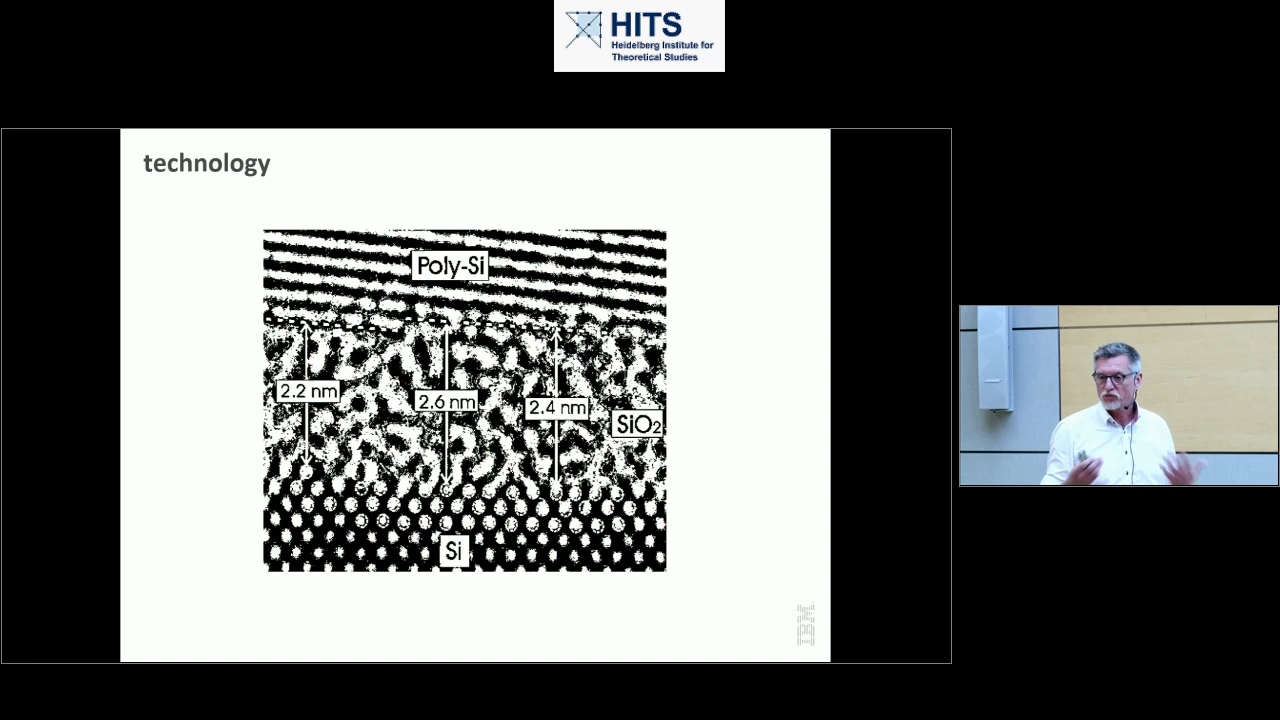 HITS
Heidelberg Institute for
Theoretical Studies
technology
Poly-Si
2.2 nm
2.6 nm
2.4 nm
SiO2
Si
IBM